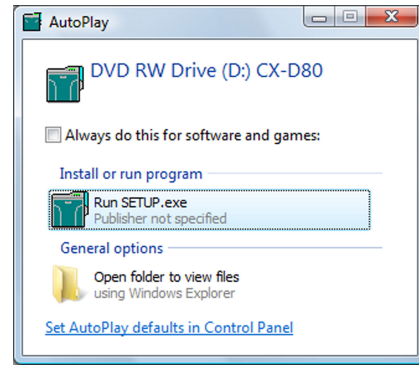 AutoPlay
DVD RW Drive (D:) CX-D80
Always do this for software and games:
Install or run program
Run SETUP.exe
Publisher not specified
General options
Open folder to view files
using Windows Explorer
Set AutoPlay defaults in Control Panel